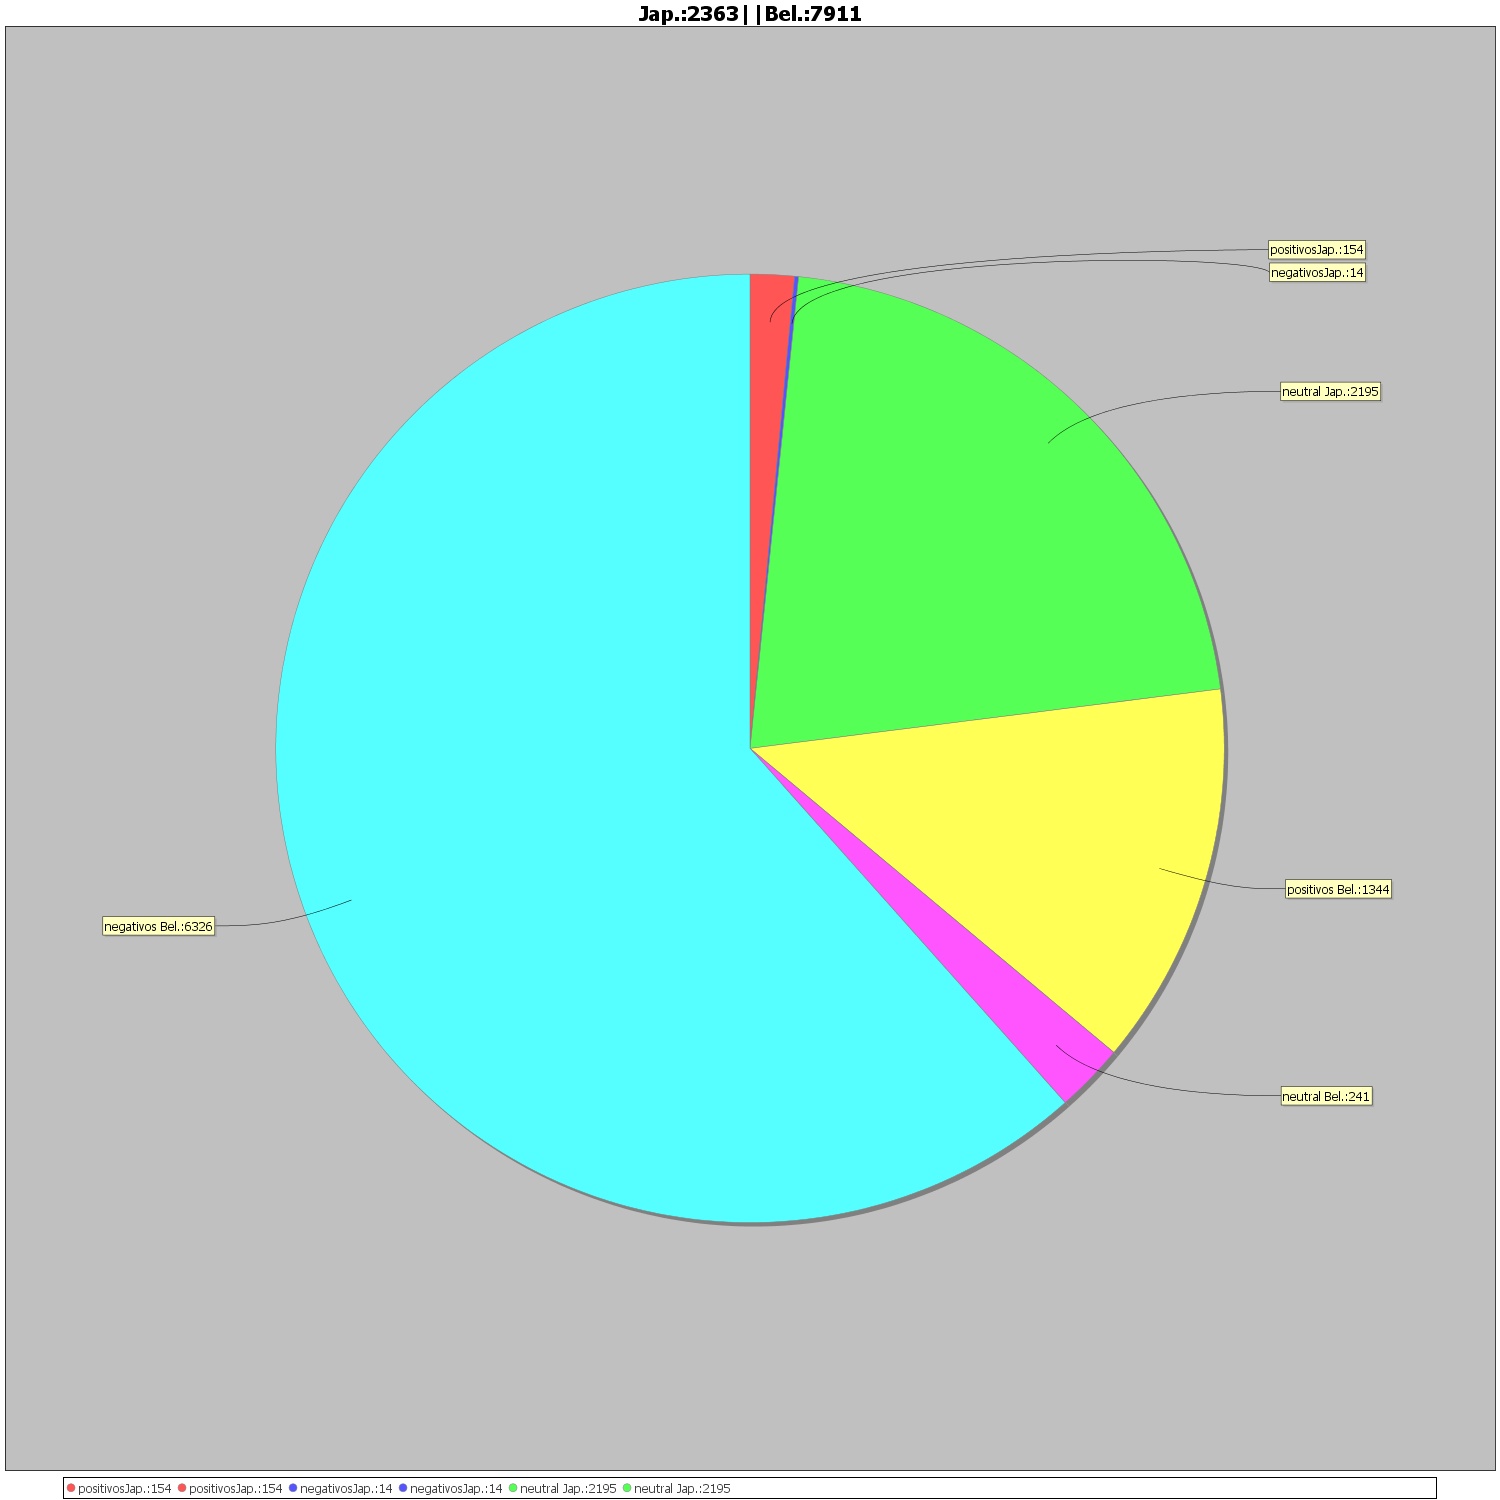 Jap.:2363||Bel.:7911
positivosJap.:154
negativosJap.:14
neutral Jap.:2195
positivos Bel.:1344
negativos Bel.:6326
neutral Bel.:241
positivosJap.:154 positivosJap.:154 negativosJap.:14 negativosJap.:14 neutral Jap.:2195 neutral Jap.:2195